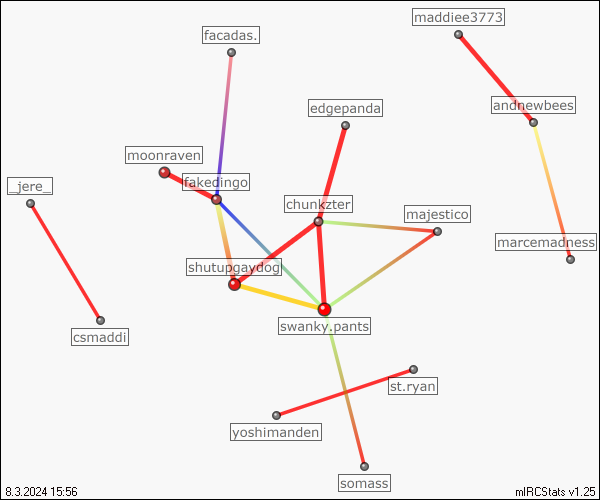 maddiee3773
facadas.
edgepanda
andnewbees
moonraven
_jere_
fakedingo
chunkzter
majestico
marcemadness
shutupgaydog
swanky.pants
csmaddi
st.ryan
yoshimanden
somass
8.3.2024 15:56
mIRCStats v1.25